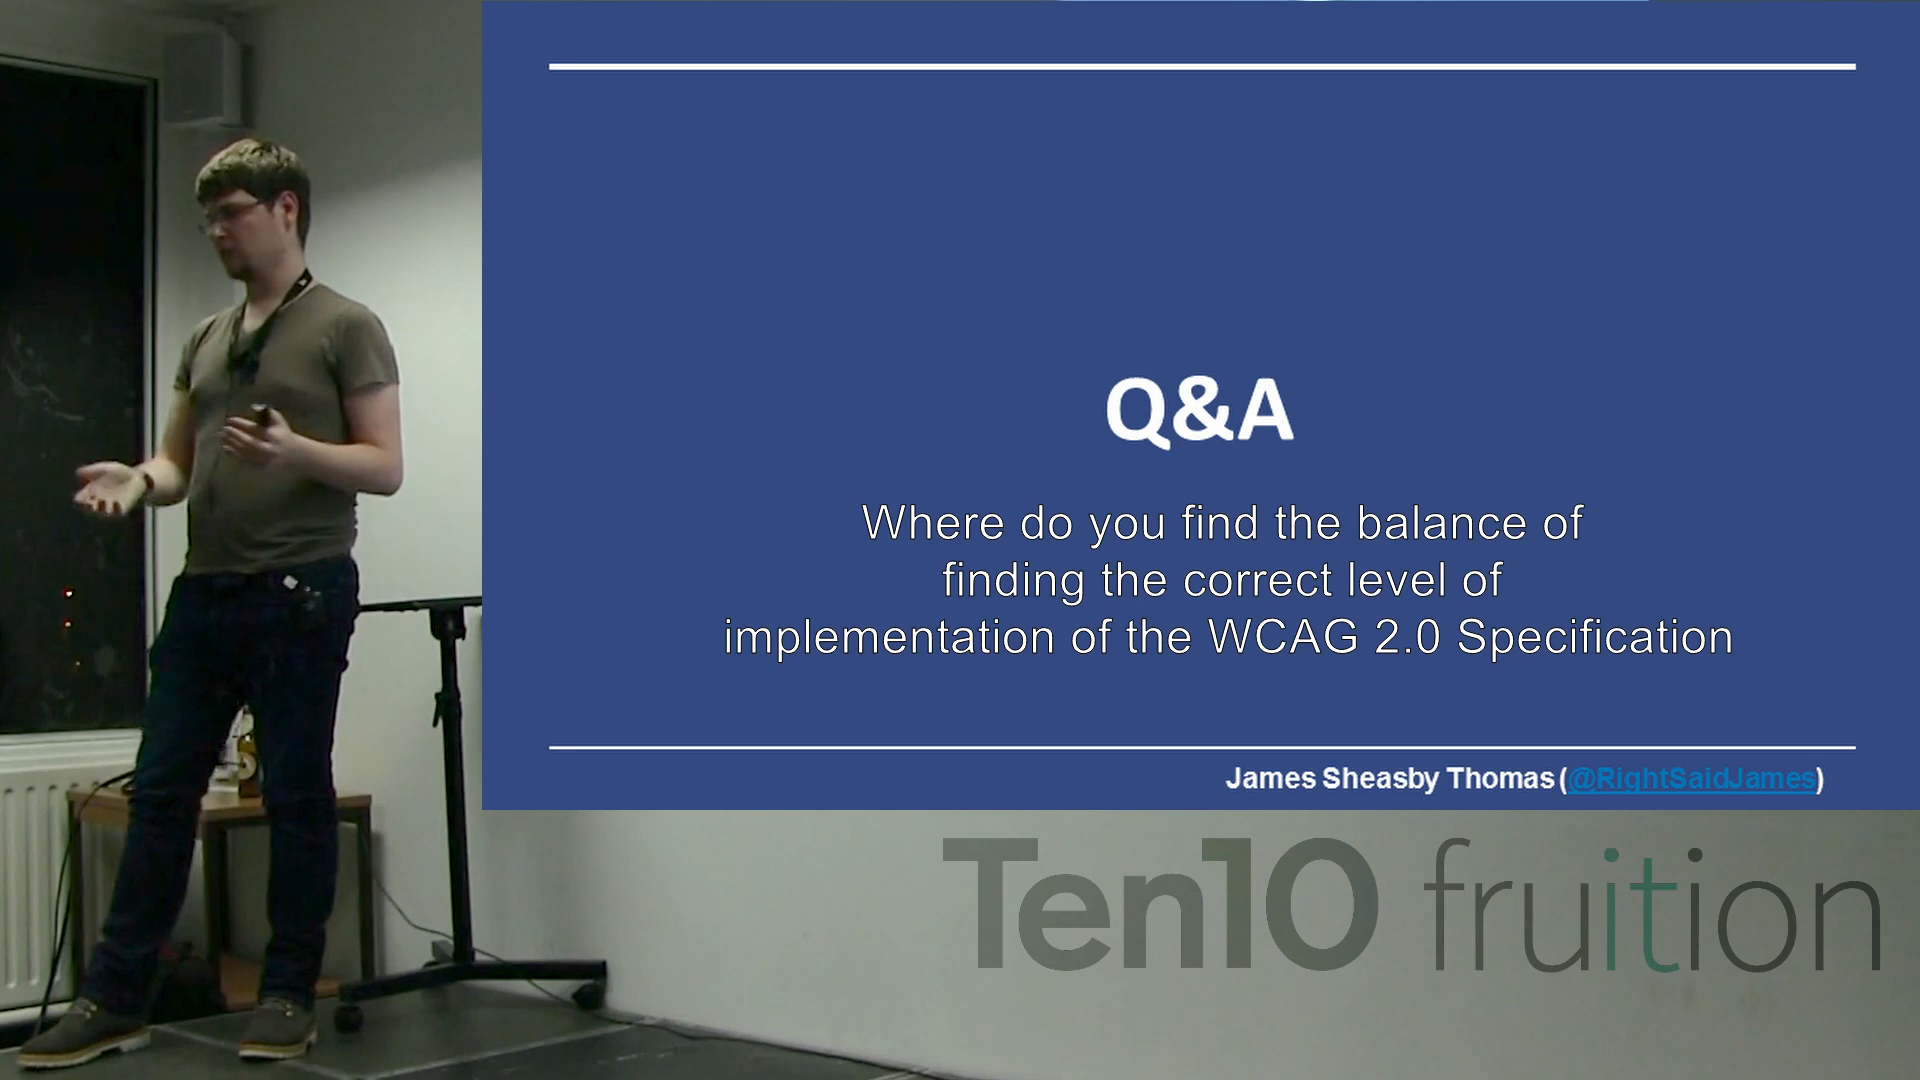 Q&A
Where do you find the balance of
finding the correct level of
implementation of the WCAG 2.0 Specification
James Sheasby Thomas (@RightSaidJames)
Ten10 fruition